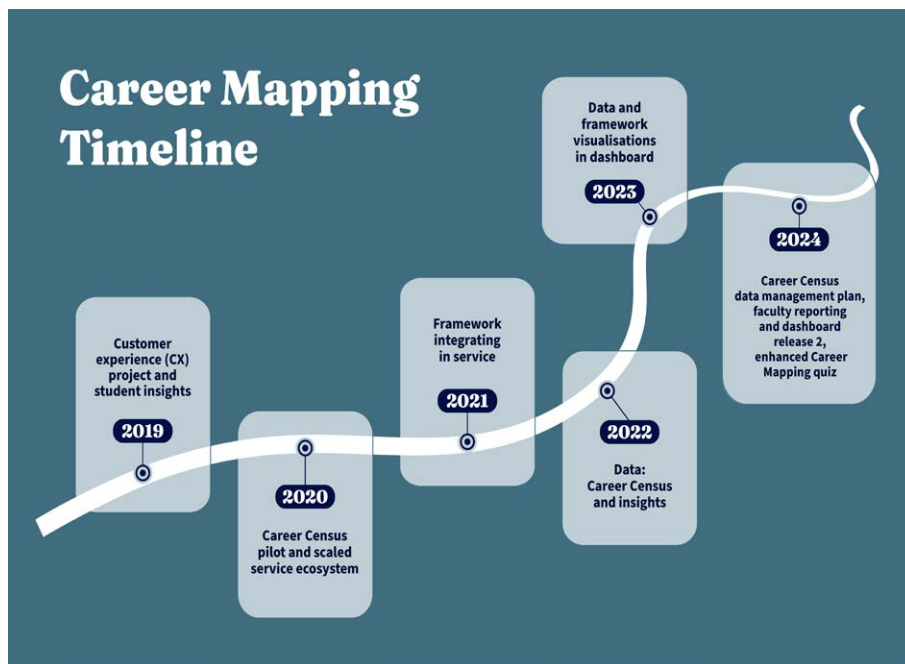 Career Mapping
Timeline
Customer
experience (CX)
project and
student insights
2019
2020
Career Census
pilot and scaled
service ecosystem
Framework
integrating
in service
2021
2022
Data:
Career Census
and insights
Data and
framework
visualisations
in dashboard
2023
2024
Career Census
data management plan,
faculty reporting
and dashboard
release 2,
enhanced Career
Mapping quiz